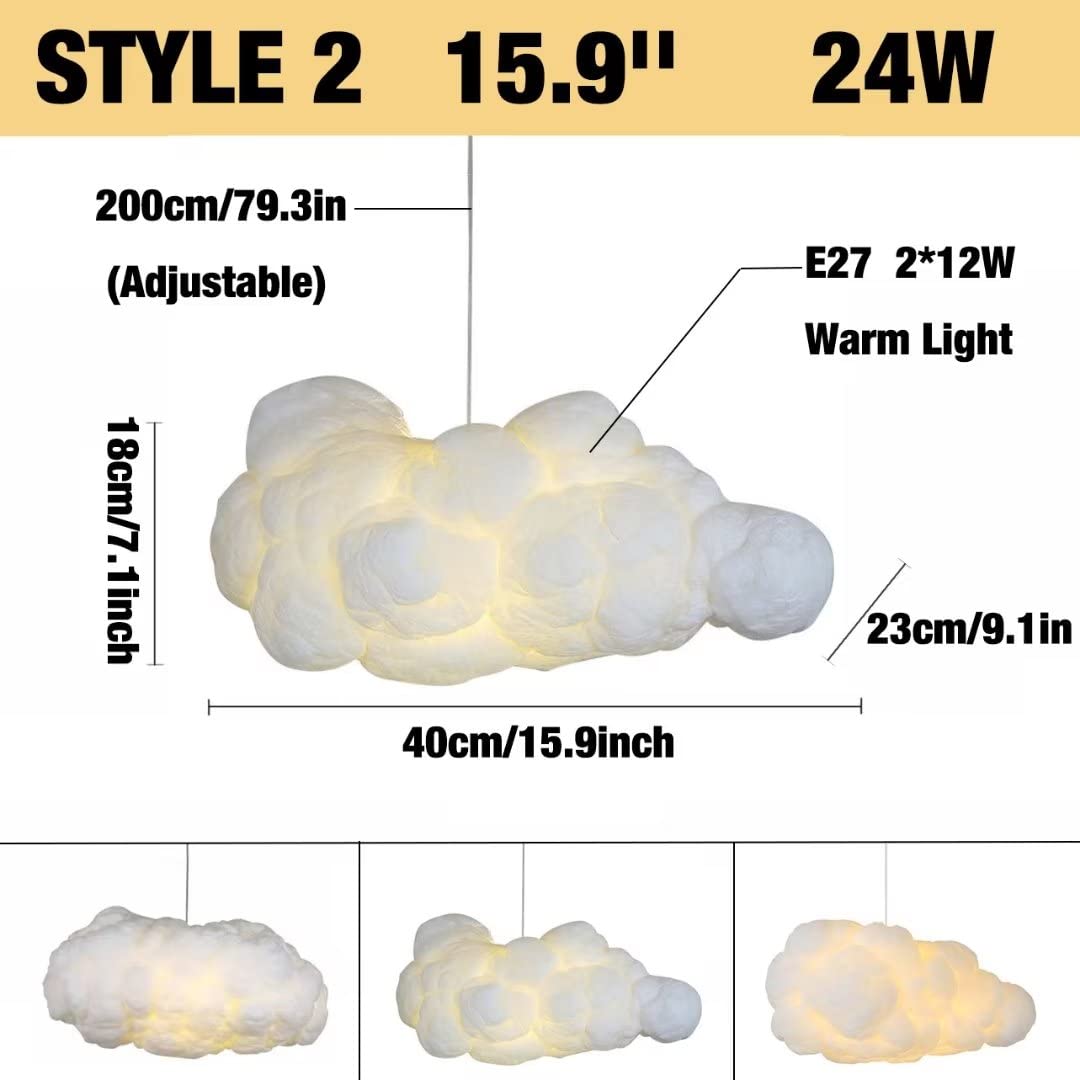 STYLE 2 15.9'' 24W
200cm/79.3in
(Adjustable)
E27 2*12W
Warm Light
18cm/7.1inch
23cm/9.1in
40cm/15.9inch